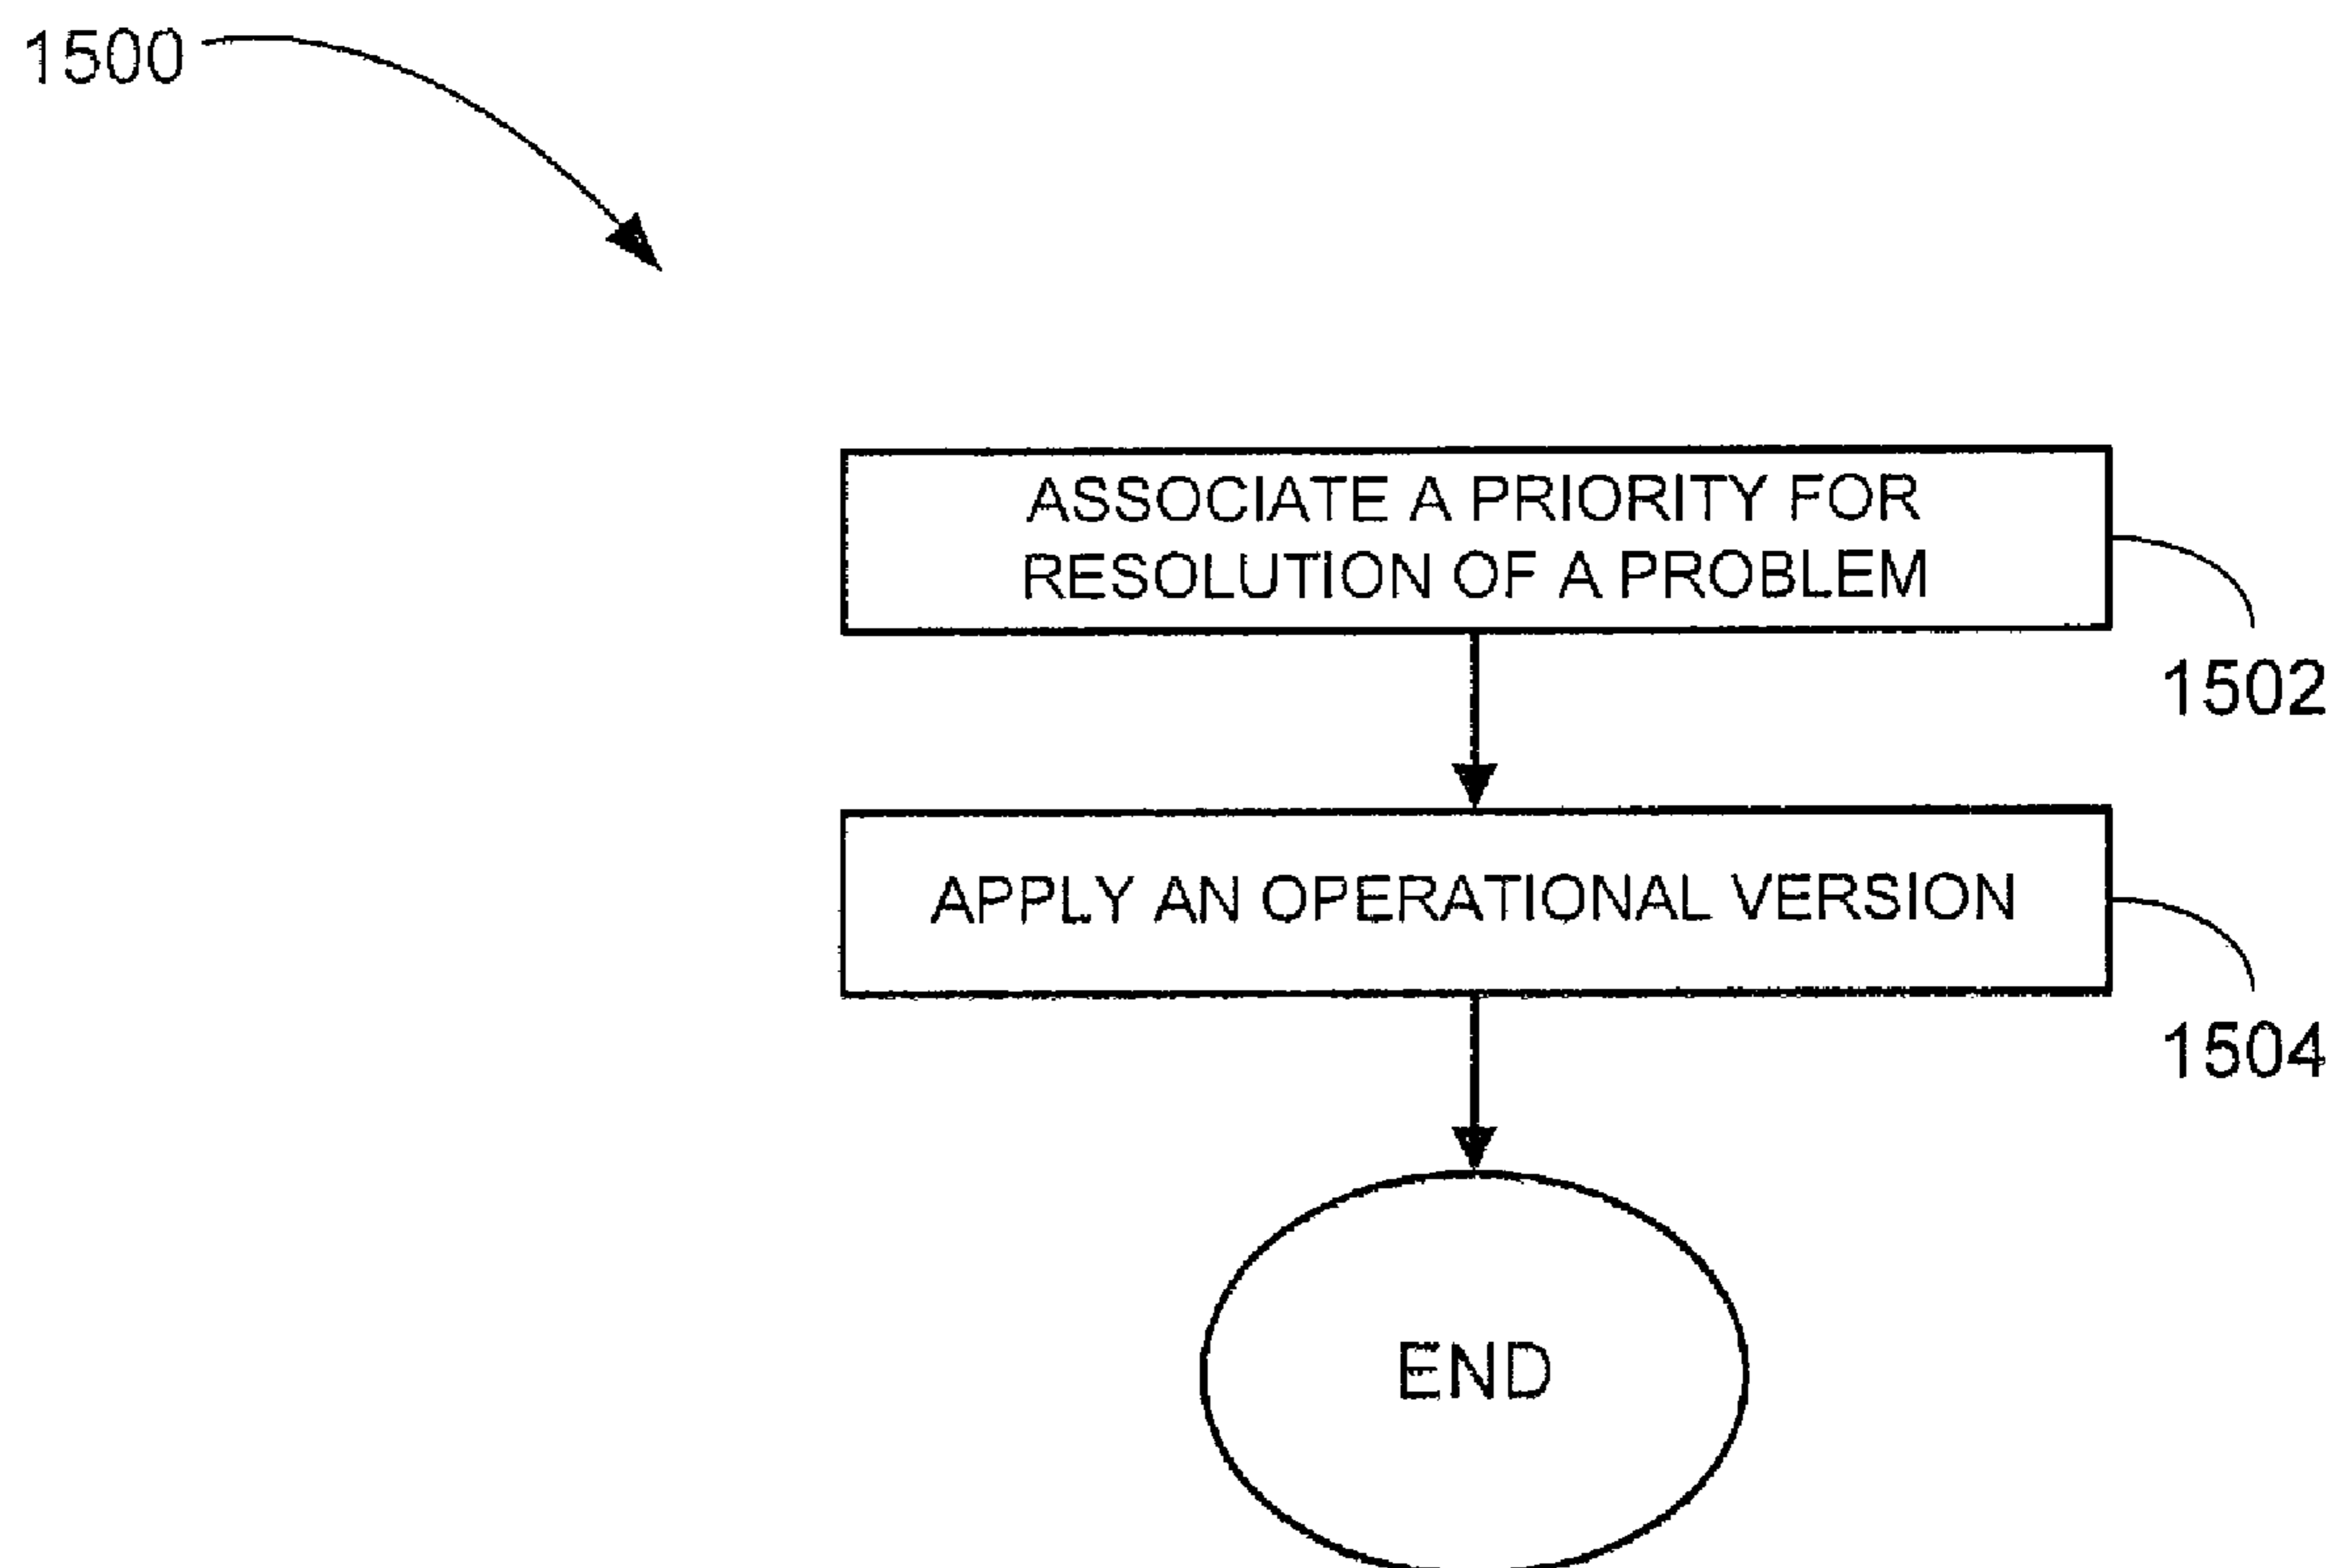 1500
ASSOCIATE A PRIORITY FOR
RESOLUTION OF A PROBLEM
1502
APPLY AN OPERATIONAL VERSION
1504
END